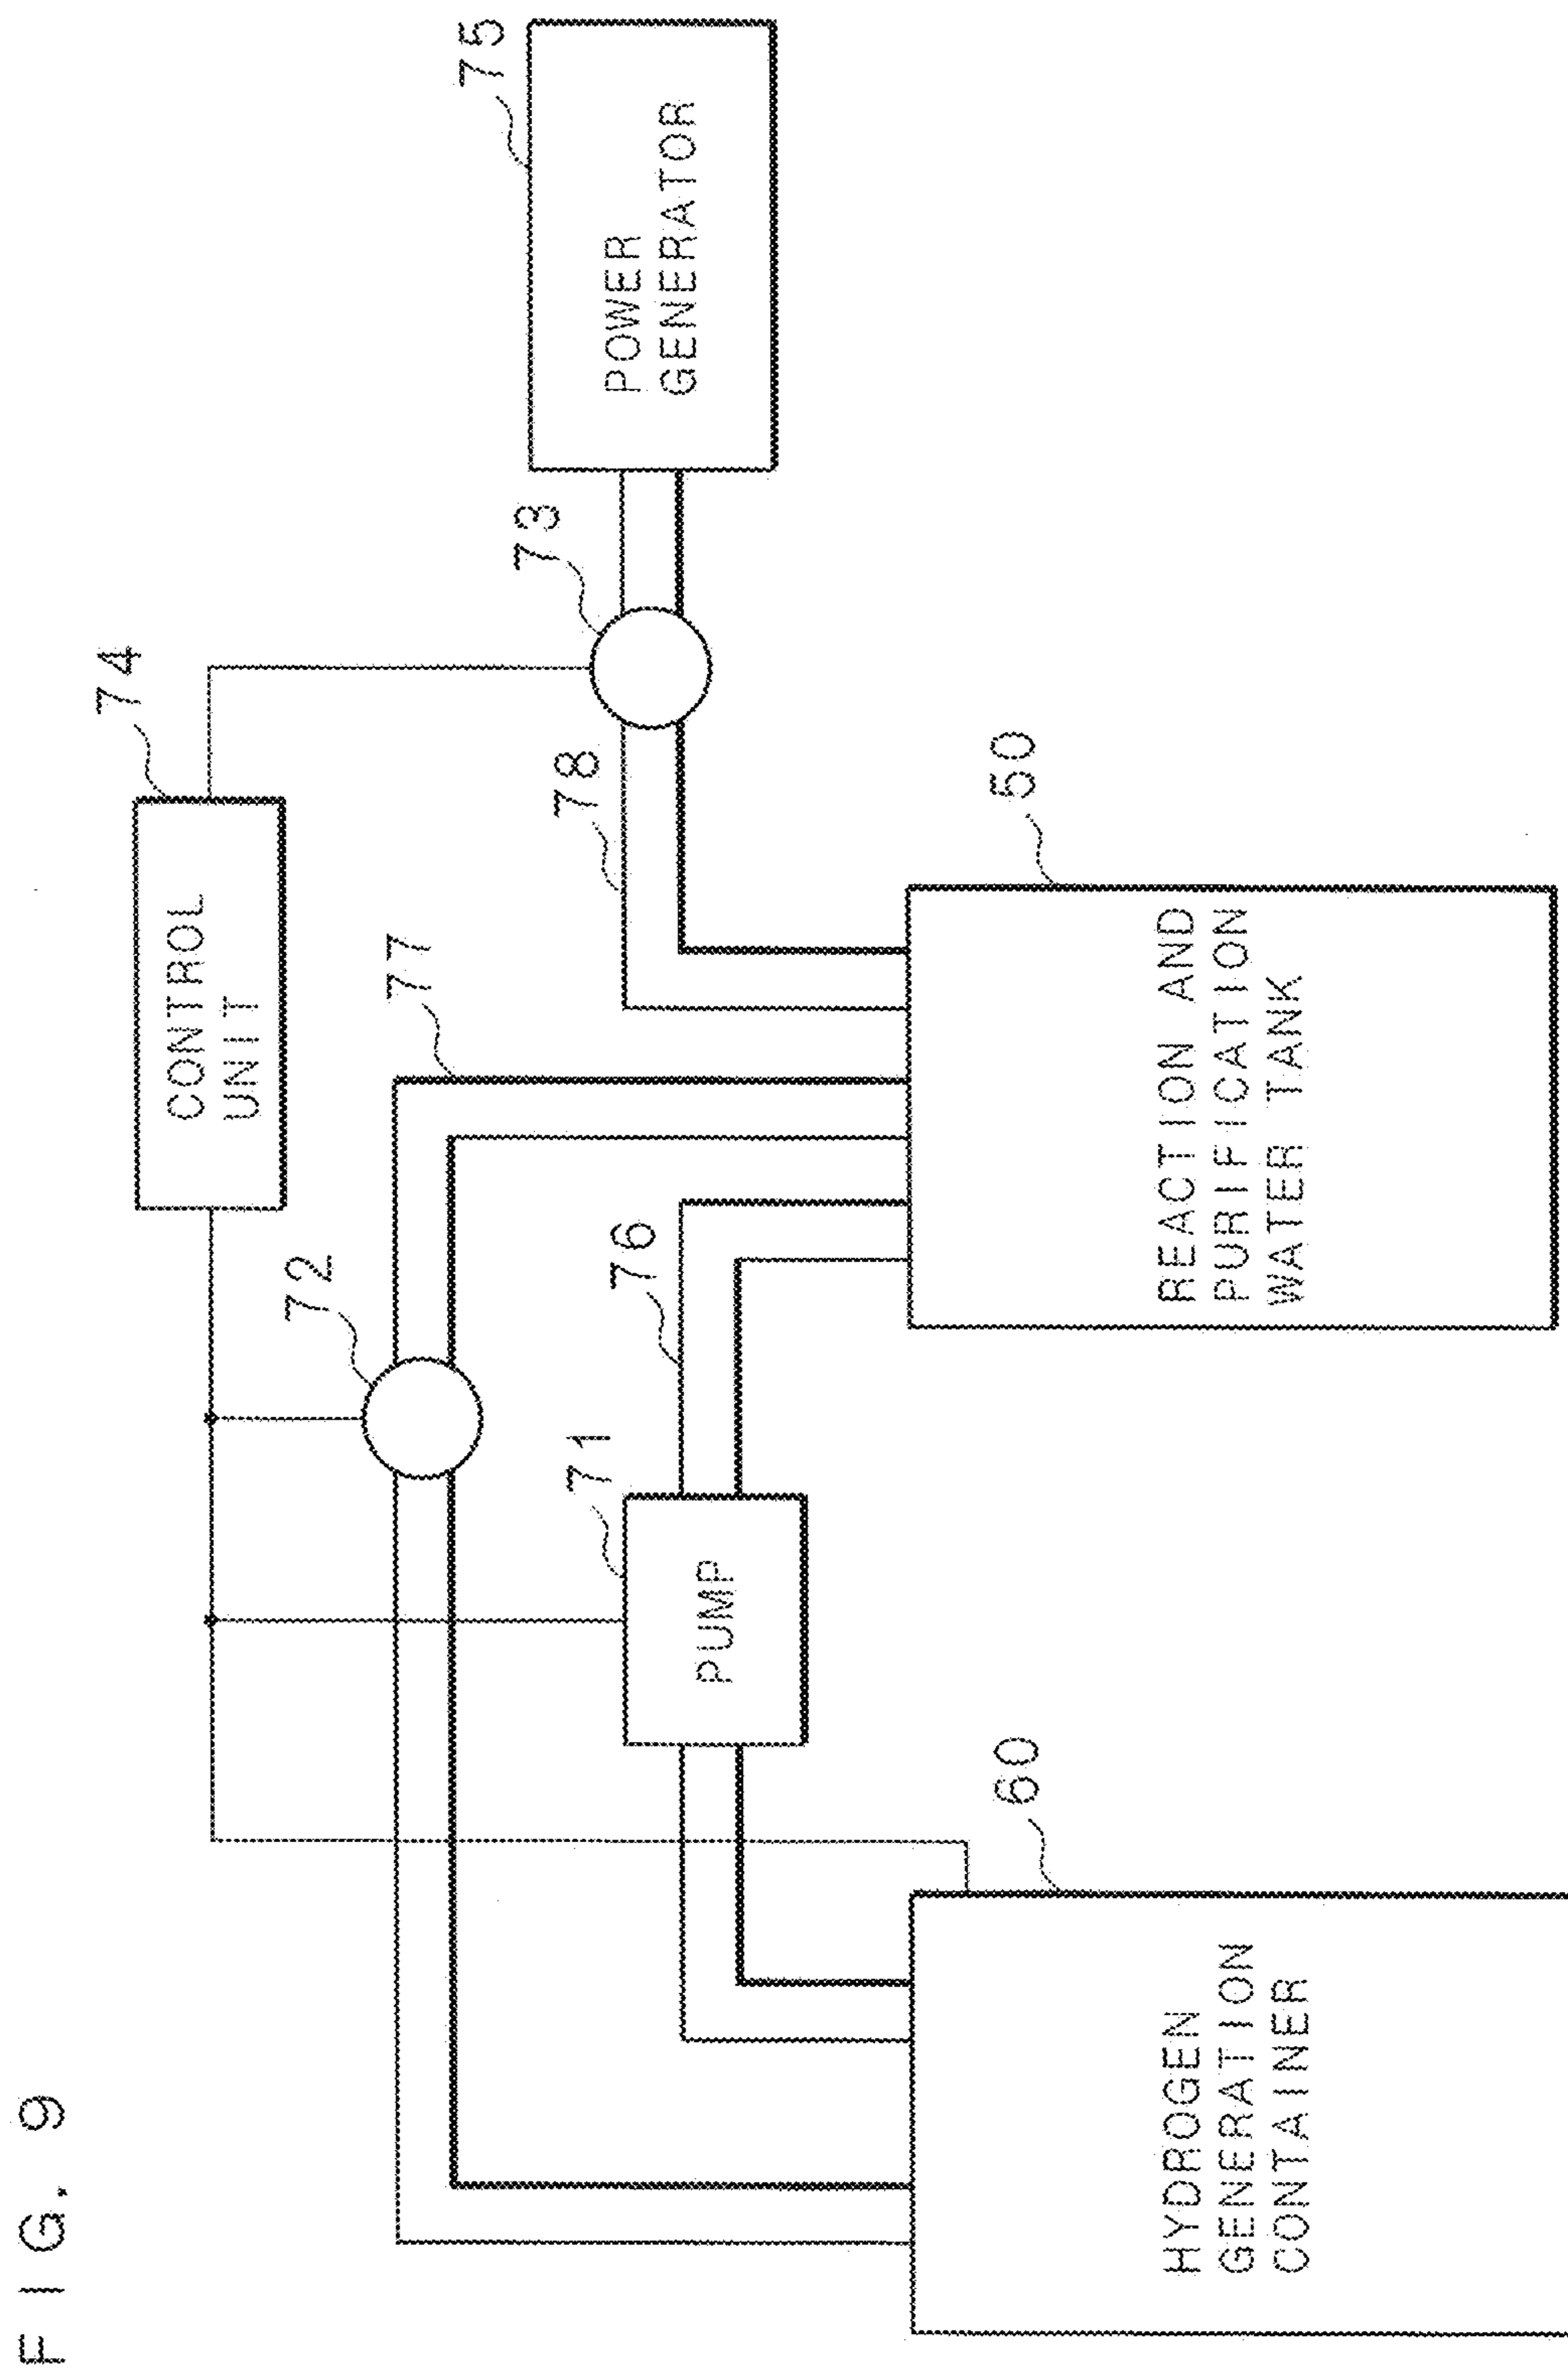 FIG. 9
74
CONTROL
UNIT
72
77
75
POWER
GENERATOR
73
78
76
71
PUMP
60
HYDROGEN
GENERATION
CONTAINER
50
REACTION AND
PURIFICATION
WATER TANK